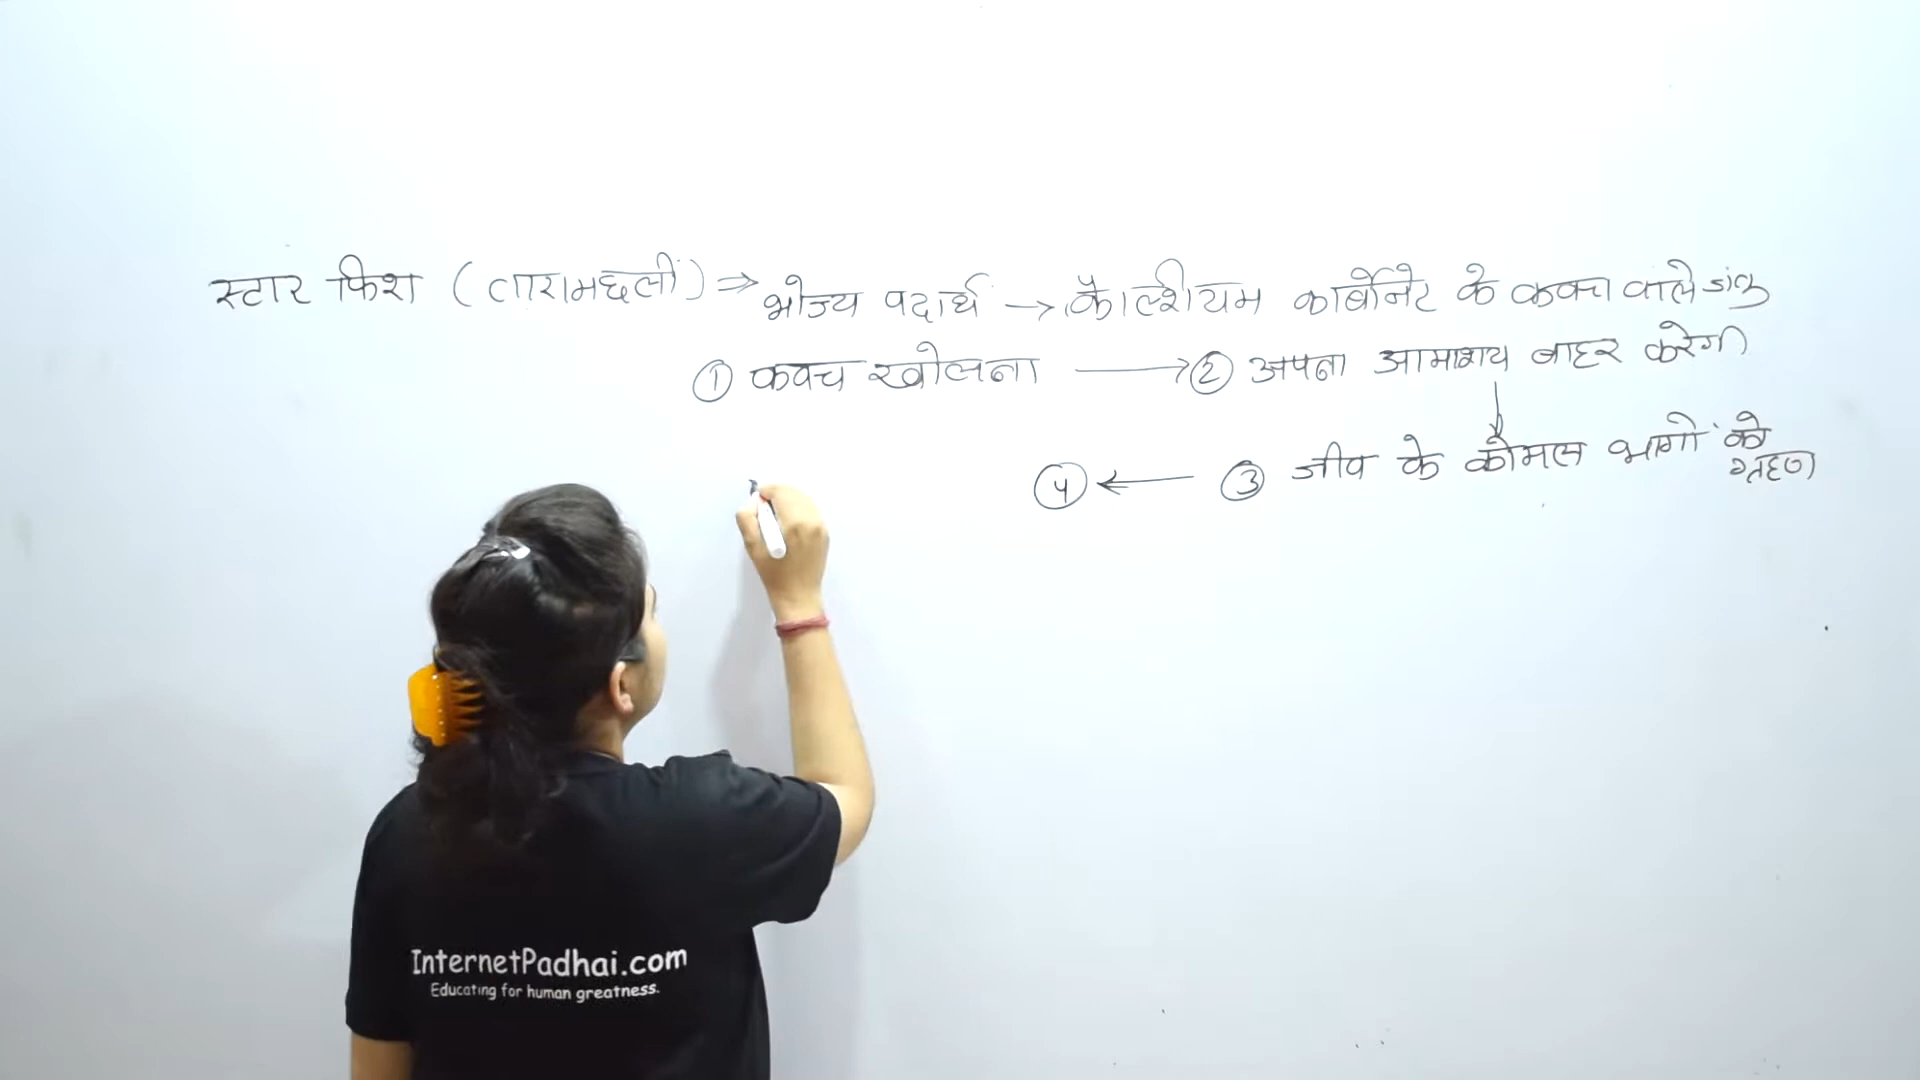 स्टार फिश (तारामछली) ⇒ भोज्य पदार्थ → कैल्शीयम कार्बोनेट के कवच वाले जंतु
① कवच खोलना → ② अपना आमाशय बाहर करेगी
④ ← ③ जीव के कोमल भागों को ग्रहण
InternetPadhai.com
Educating for human greatness.